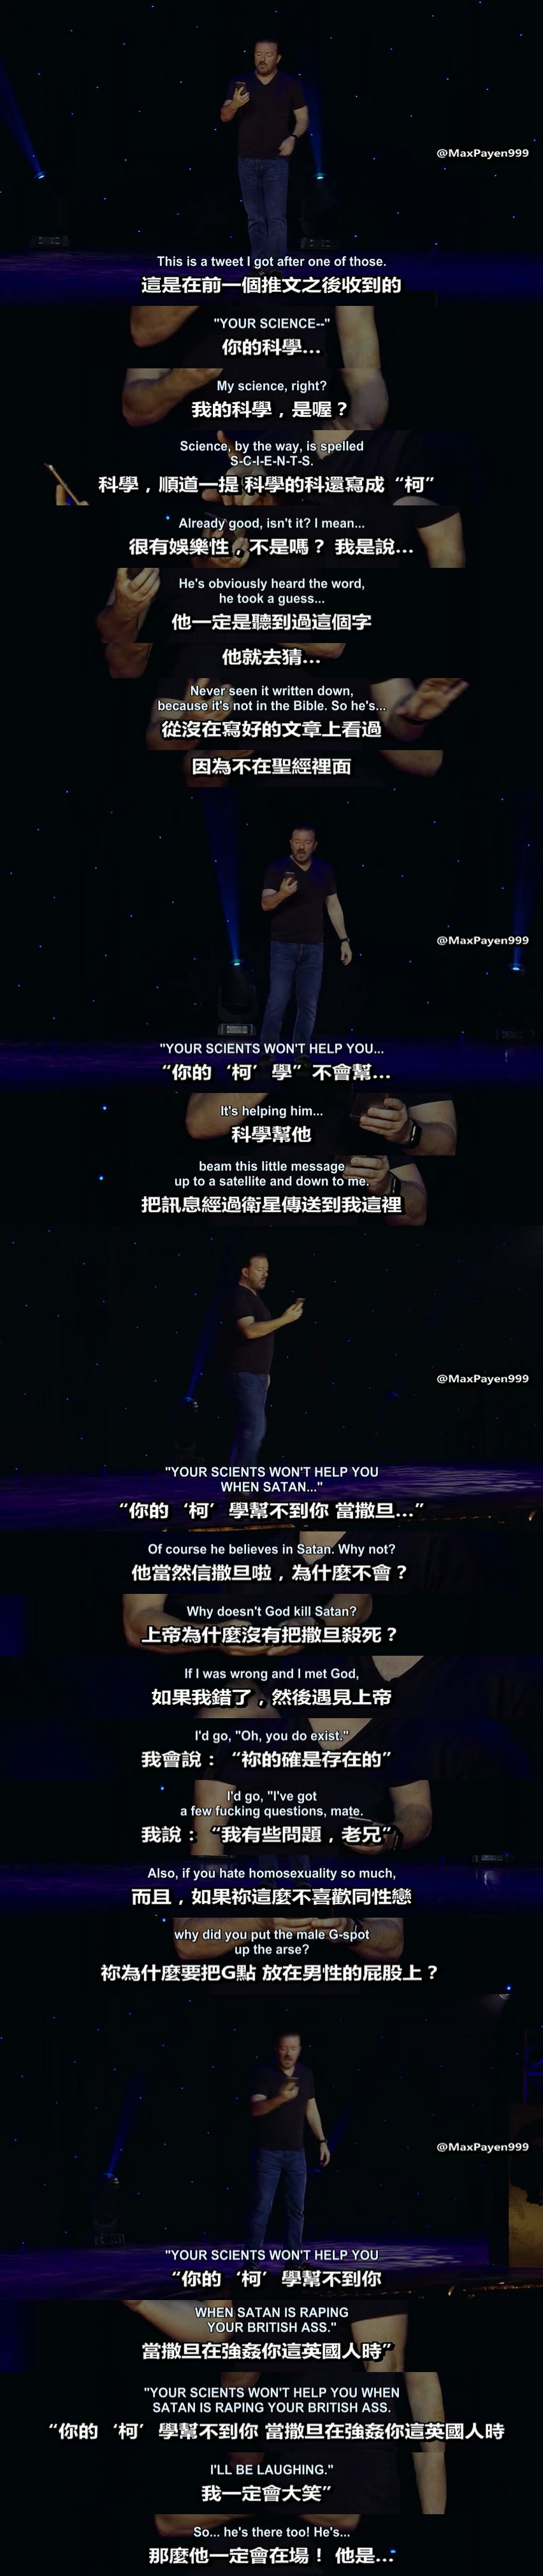 @MaxPayen999
This is a tweet I got after one of those.
這是在前一個推文之後收到的
"YOUR SCIENCE--"
你的科學...
My science, right?
我的科學，是喔？
Science, by the way, is spelled
S-C-I-E-N-T-S.
科學，順道一提 科學的科還寫成“柯”
Already good, isn't it? I mean...
很有娛樂性，不是嗎？ 我是說...
He's obviously heard the word,
he took a guess...
他一定是聽到過這個字
他就去猜...
Never seen it written down,
because it's not in the Bible. So he's...
從沒在寫好的文章上看過
因為不在聖經裡面
@MaxPayen999
"YOUR SCIENTS WON'T HELP YOU...
“你的‘柯’學” 不會幫...
It's helping him...
科學幫他
beam this little message
up to a satellite and down to me.
把訊息經過衛星傳送到我這裡
@MaxPayen999
"YOUR SCIENTS WON'T HELP YOU
WHEN SATAN..."
“你的‘柯’學幫不到你 當撒旦...”
Of course he believes in Satan. Why not?
他當然信撒旦啦，為什麼不會？
Why doesn't God kill Satan?
上帝為什麼沒有把撒旦殺死？
If I was wrong and I met God,
如果我錯了，然後遇見上帝
I'd go, "Oh, you do exist."
我會說：“祢的確是存在的”
I'd go, "I've got
a few fucking questions, mate.
我說：“我有些問題，老兄”
Also, if you hate homosexuality so much,
而且，如果祢這麼不喜歡同性戀
why did you put the male G-spot
up the arse?
祢為什麼要把G點 放在男性的屁股上？
@MaxPayen999
"YOUR SCIENTS WON'T HELP YOU
“你的‘柯’學幫不到你
WHEN SATAN IS RAPING
YOUR BRITISH ASS."
當撒旦在強姦你這英國人時”
"YOUR SCIENTS WON'T HELP YOU WHEN
SATAN IS RAPING YOUR BRITISH ASS.
“你的‘柯’學幫不到你 當撒旦在強姦你這英國人時
I'LL BE LAUGHING."
我一定會大笑”
So... he's there too! He's...
那麼他一定會在場！ 他是...